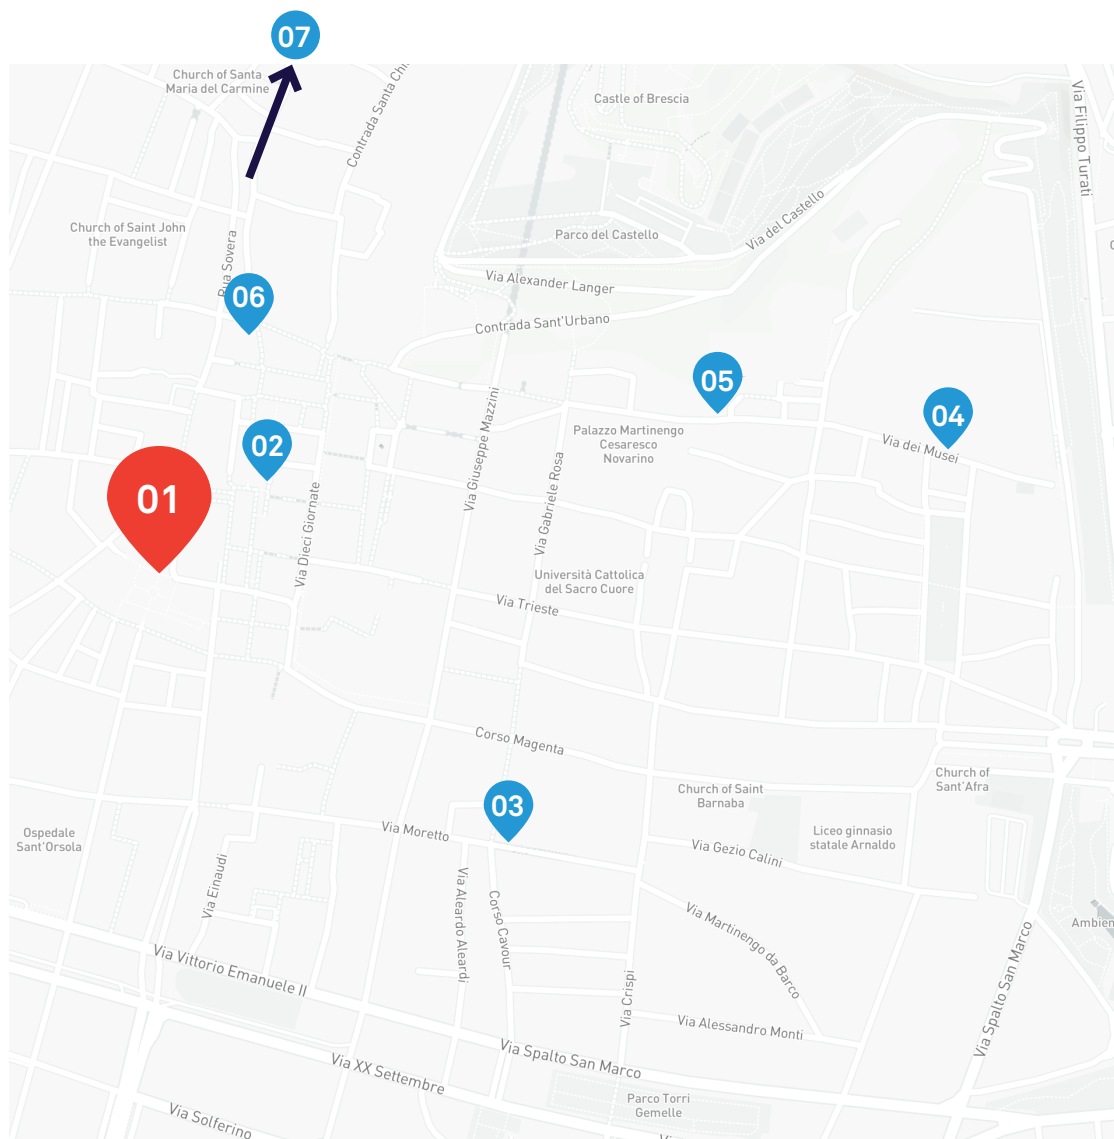 07
Church of Santa
Maria del Carmine
Contrada Santa Chi
Castle of Brescia
Via Filippo Turati
Church of Saint John
the Evangelist
Rua Sovera
Parco del Castello
Via del Castello
06
Via Alexander Langer
Contrada Sant'Urbano
05
04
Via Giuseppe Mazzini
Palazzo Martinengo
Cesaresco
Novarino
Via dei Musei
02
01
Via Dieci Giornate
Via Gabriele Rosa
Università Cattolica
del Sacro Cuore
Via Trieste
Corso Magenta
03
Church of Saint
Barnaba
Church of
Sant'Afra
Ospedale
Sant'Orsola
Via Moretto
Liceo ginnasio
statale Arnaldo
Via Gezio Calini
Via Einaudi
Via Aleardo Aleardi
Corso Cavour
Via Martinengo da Barco
Ambien
Via Vittorio Emanuele II
Via Crispi
Via Spalto San Marco
Via Alessandro Monti
Via Spalto San Marco
Via XX Settembre
Parco Torri
Gemelle
Via Solferino